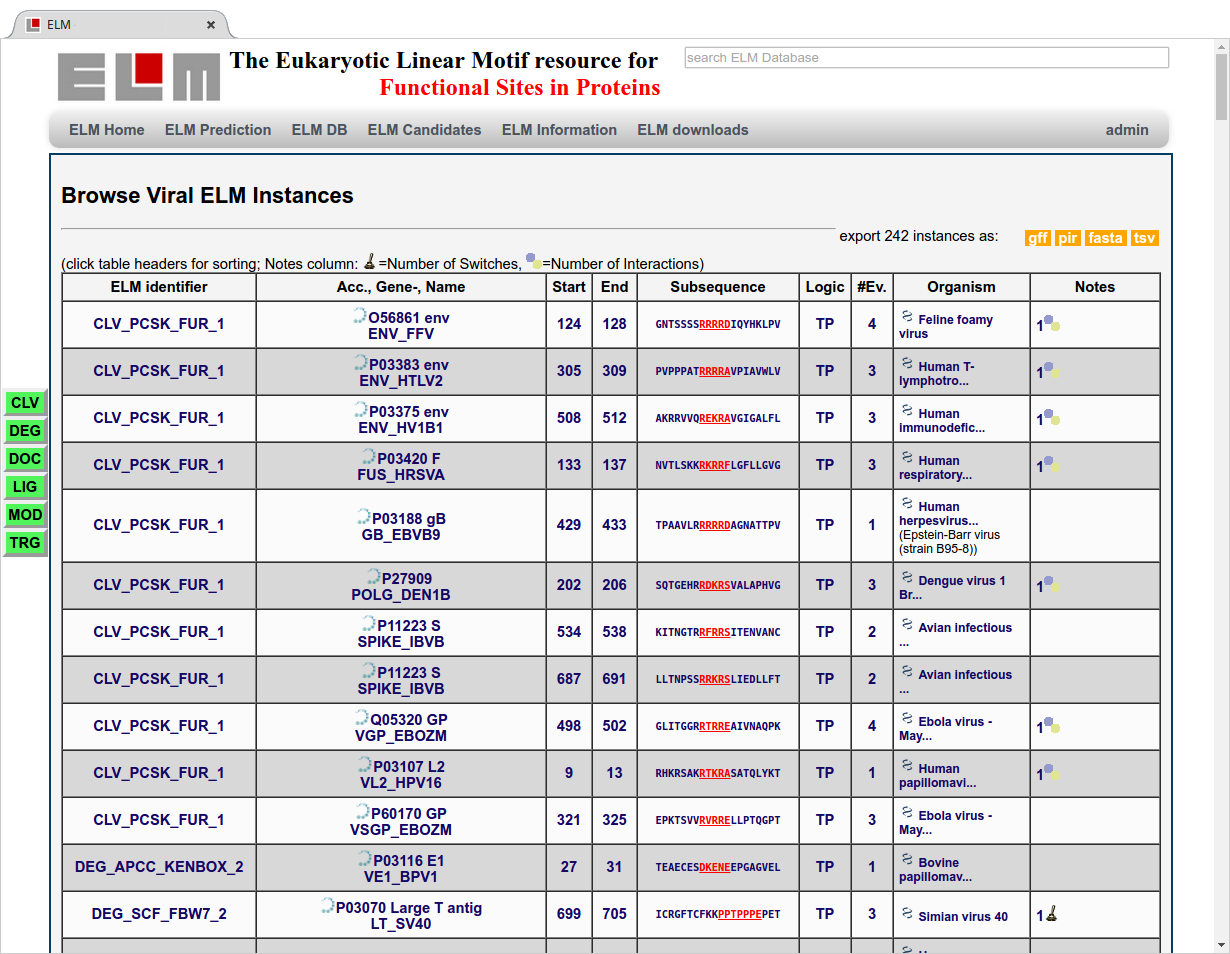 ELM
ELM
The Eukaryotic Linear Motif resource for
Functional Sites in Proteins
search ELM Database
ELM Home ELM Prediction ELM DB ELM Candidates ELM Information ELM downloads admin
Browse Viral ELM Instances
export 242 instances as: gff pir fasta tsv
(click table headers for sorting; Notes column: =Number of Switches, =Number of Interactions)
ELM identifier Acc., Gene-, Name Start End Subsequence Logic #Ev. Organism Notes
CLV_PCSK_FUR_1 O56861 env ENV_FFV 124 128 GNTSSSSRRRRDIQYHKLPV TP 4 Feline foamy virus 1
CLV_PCSK_FUR_1 P03383 env ENV_HTLV2 305 309 PVPPPATRRRRAVPIAVWLV TP 3 Human T-lymphotro... 1
CLV_PCSK_FUR_1 P03375 env ENV_HV1B1 508 512 AKRRVVQREKRAVGIGALFL TP 3 Human immunodefic... 1
CLV_PCSK_FUR_1 P03420 F FUS_HRSVA 133 137 NVTLSKKRKRRFLGFLLGVG TP 3 Human respiratory... 1
CLV_PCSK_FUR_1 P03188 gB GB_EBVB9 429 433 TPAAVLRRRRRDAGNATTPV TP 1 Human herpesvirus... (Epstein-Barr virus (strain B95-8))
CLV_PCSK_FUR_1 P27909 POLG_DEN1B 202 206 SQTGEHRRDKRSVALAPHVG TP 3 Dengue virus 1 Br... 1
CLV_PCSK_FUR_1 P11223 S SPIKE_IBVB 534 538 KITNGTRRFRRSITENVANC TP 2 Avian infectious ...
CLV_PCSK_FUR_1 P11223 S SPIKE_IBVB 687 691 LLTNPSSRRKRSLIEDLLFT TP 2 Avian infectious ...
CLV_PCSK_FUR_1 Q05320 GP VGP_EBOZM 498 502 GLITGGRRTRREAIVNAQPK TP 4 Ebola virus - May... 1
CLV_PCSK_FUR_1 P03107 L2 VL2_HPV16 9 13 RHKRSAKRTKRASATQLYKT TP 1 Human papillomavi... 1
CLV_PCSK_FUR_1 P60170 GP VSGP_EBOZM 321 325 EPKTSVVRVRRELLPTQGPT TP 3 Ebola virus - May...
DEG_APCC_KENBOX_2 P03116 E1 VE1_BPV1 27 31 TEAECESDKENEEPGAGVEL TP 1 Bovine papillomav...
DEG_SCF_FBW7_2 P03070 Large T antig LT_SV40 699 705 ICRGFTCFKKPPTPPPEPET TP 3 Simian virus 40 1
CLV
DEG
DOC
LIG
MOD
TRG